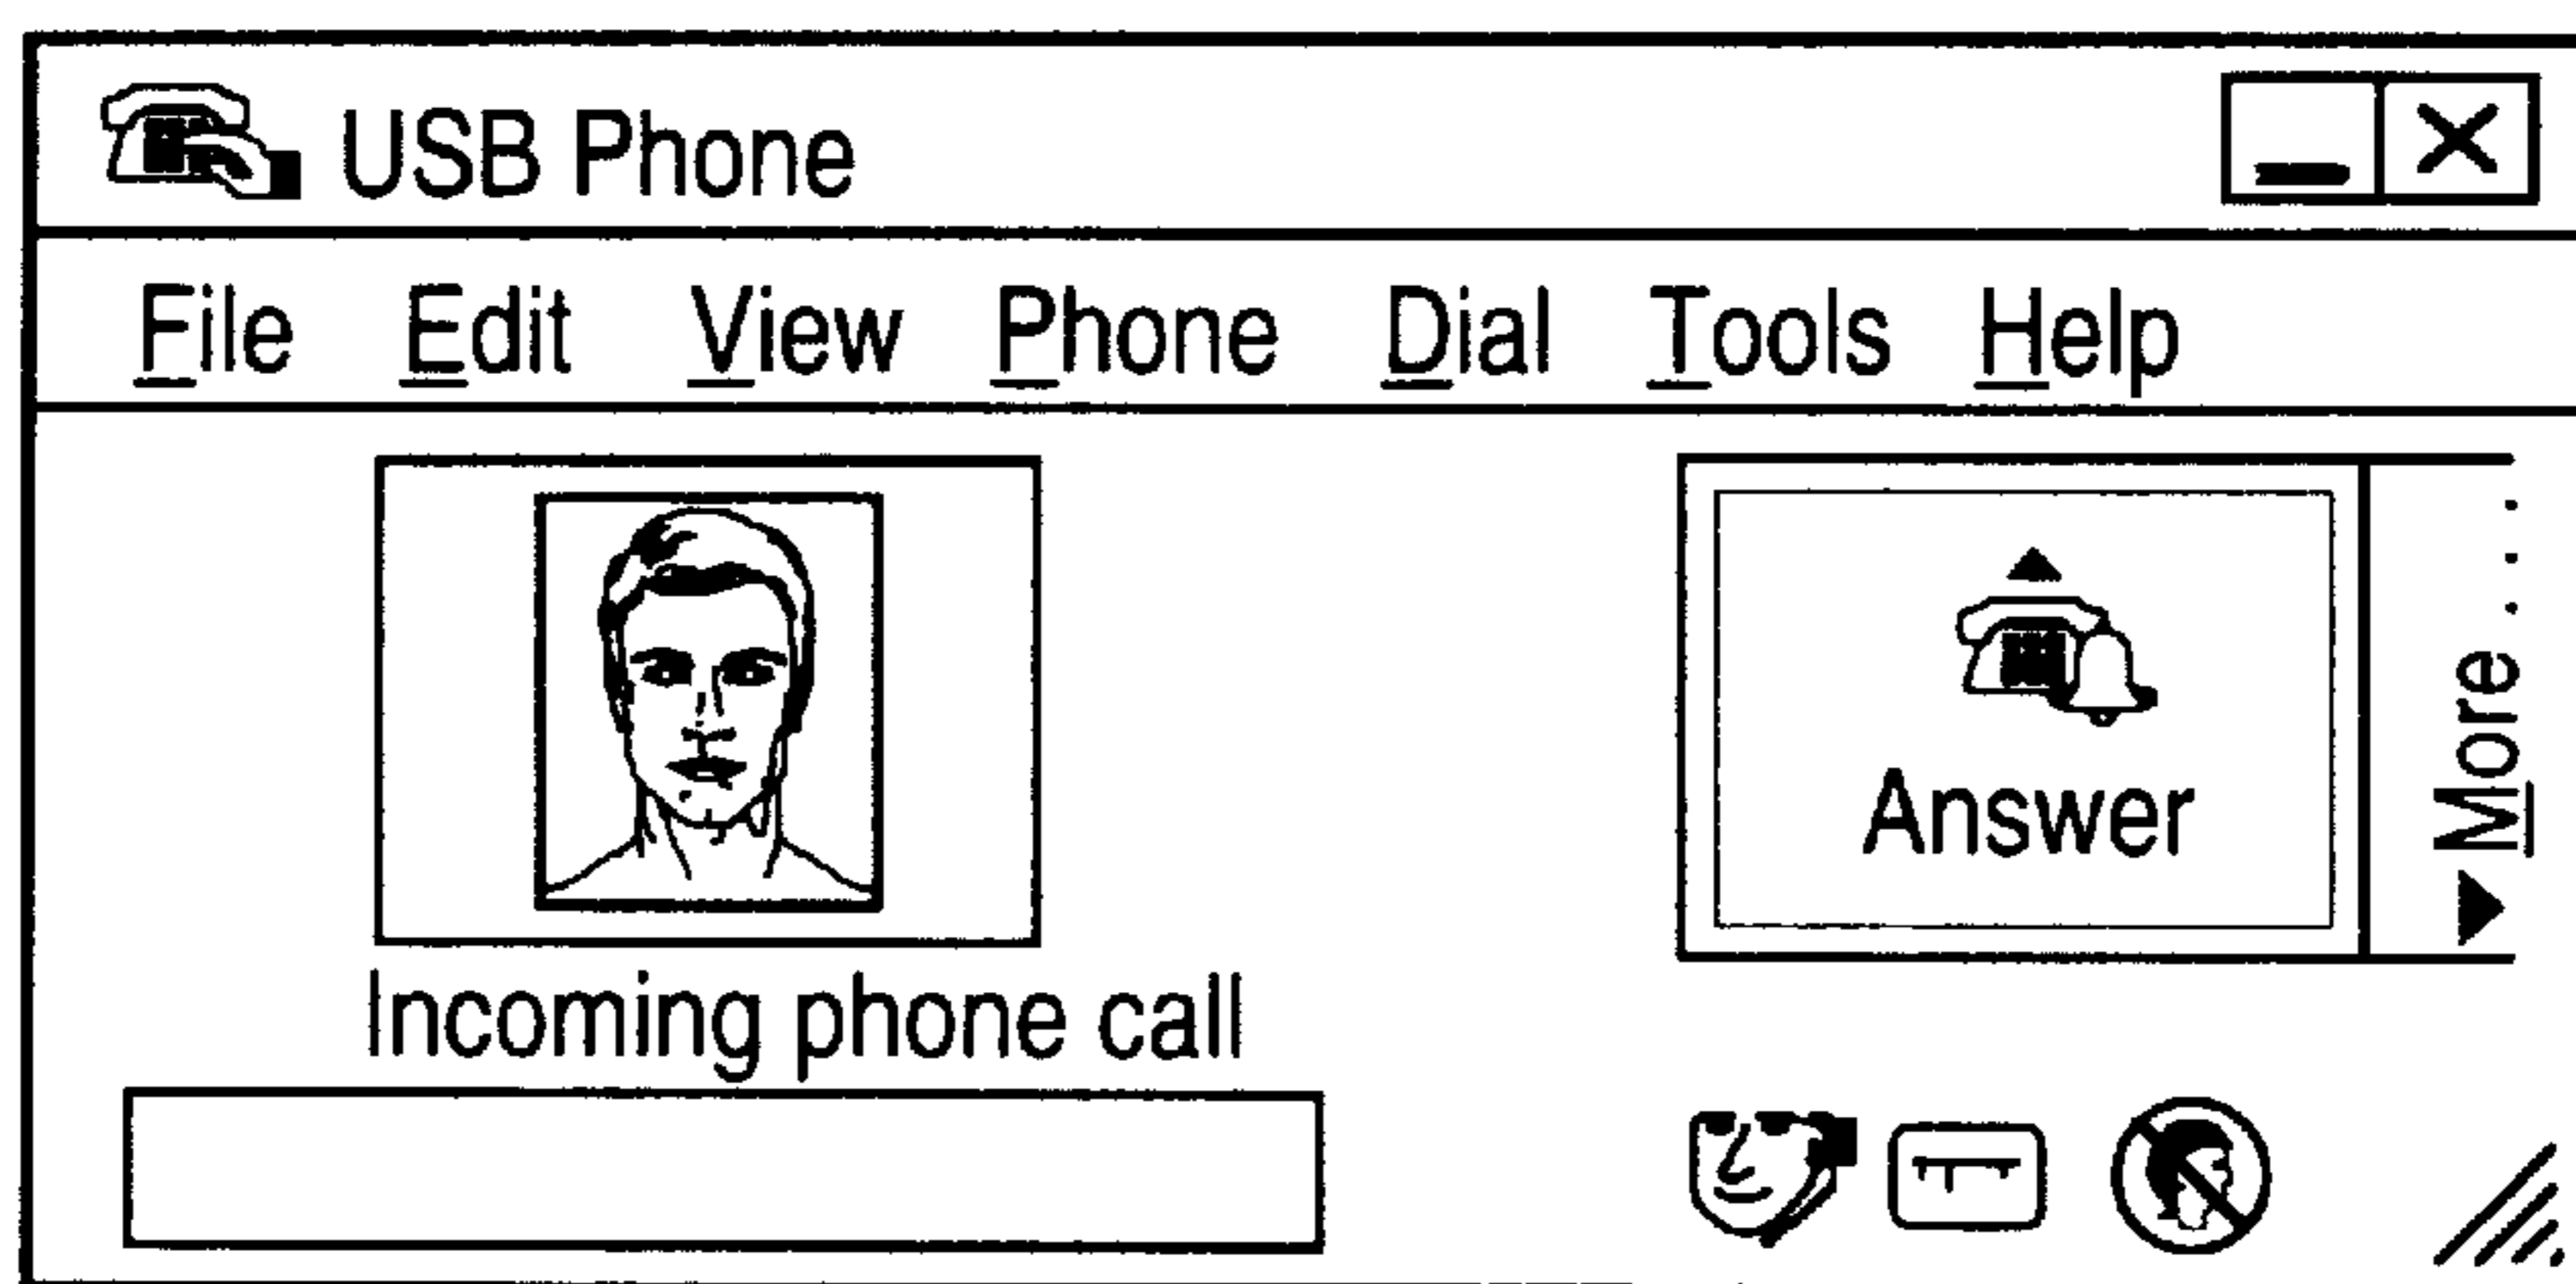 USB Phone
File Edit View Phone Dial Tools Help
Answer
More . . .
Incoming phone call